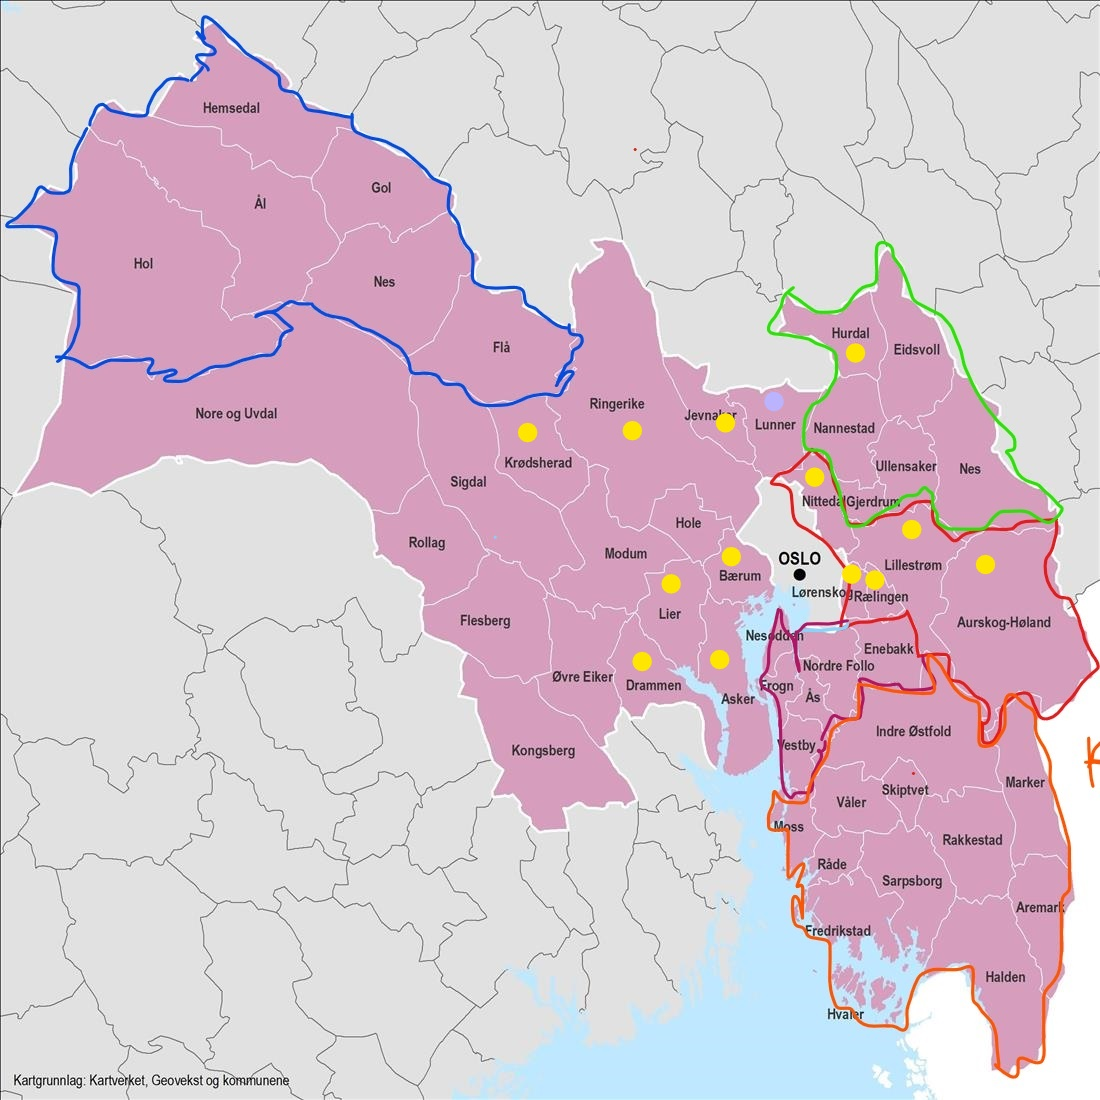 Hemsedal
Gol
Ål
Hol
Nes
Hurdal
Eidsvoll
Flå
Ringerike
Nore og Uvdal
Jevnaker
Lunner
Nannestad
Krødsherad
Ullensaker
Nes
Sigdal
Nittedal
Gjerdrum
Hole
Rollag
Modum
OSLO
Lillestrøm
Bærum
Lørenskog
Rælingen
Lier
Flesberg
Aurskog-Høland
Nesodden
Enebakk
Nordre Follo
Øvre Eiker
Drammen
Frogn
Ås
Asker
Indre Østfold
Kongsberg
Vestby
Marker
Skiptvet
Våler
Moss
Rakkestad
Råde
Sarpsborg
Aremark
Fredrikstad
Halden
Hvaler
Kartgrunnlag: Kartverket, Geovekst og kommunene